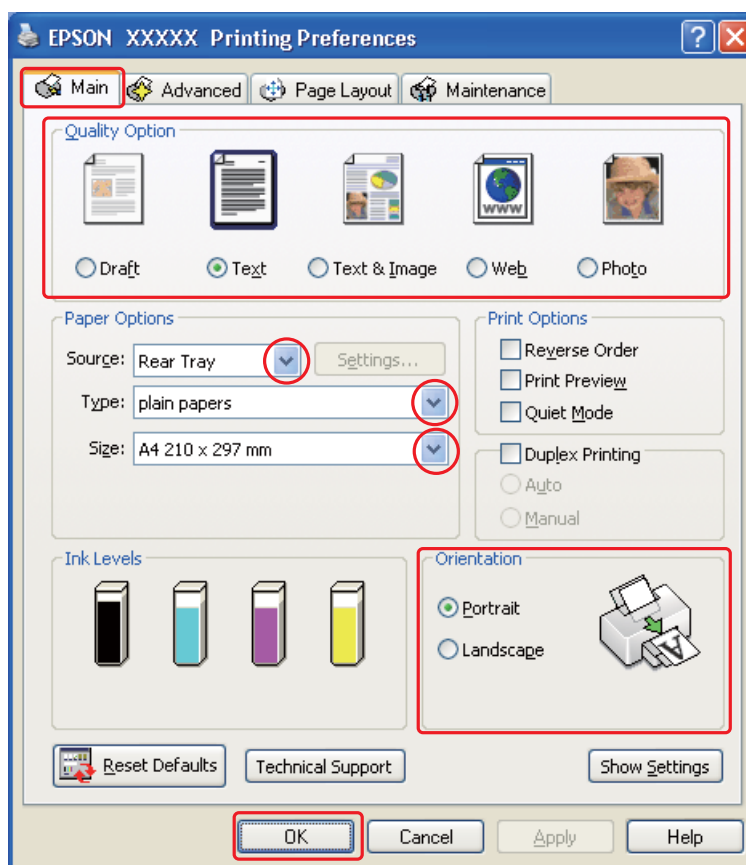 EPSON XXXXX Printing Preferences
Main Advanced Page Layout Maintenance
Quality Option
WWW
Draft Text Text & Image Web Photo
Paper Options
Source: Rear Tray Settings...
Type: plain papers
Size: A4 210 x 297 mm
Print Options
Reverse Order
Print Preview
Quiet Mode
Duplex Printing
Auto
Manual
Ink Levels
Orientation
Portrait
Landscape
A
Reset Defaults Technical Support Show Settings
OK Cancel Apply Help